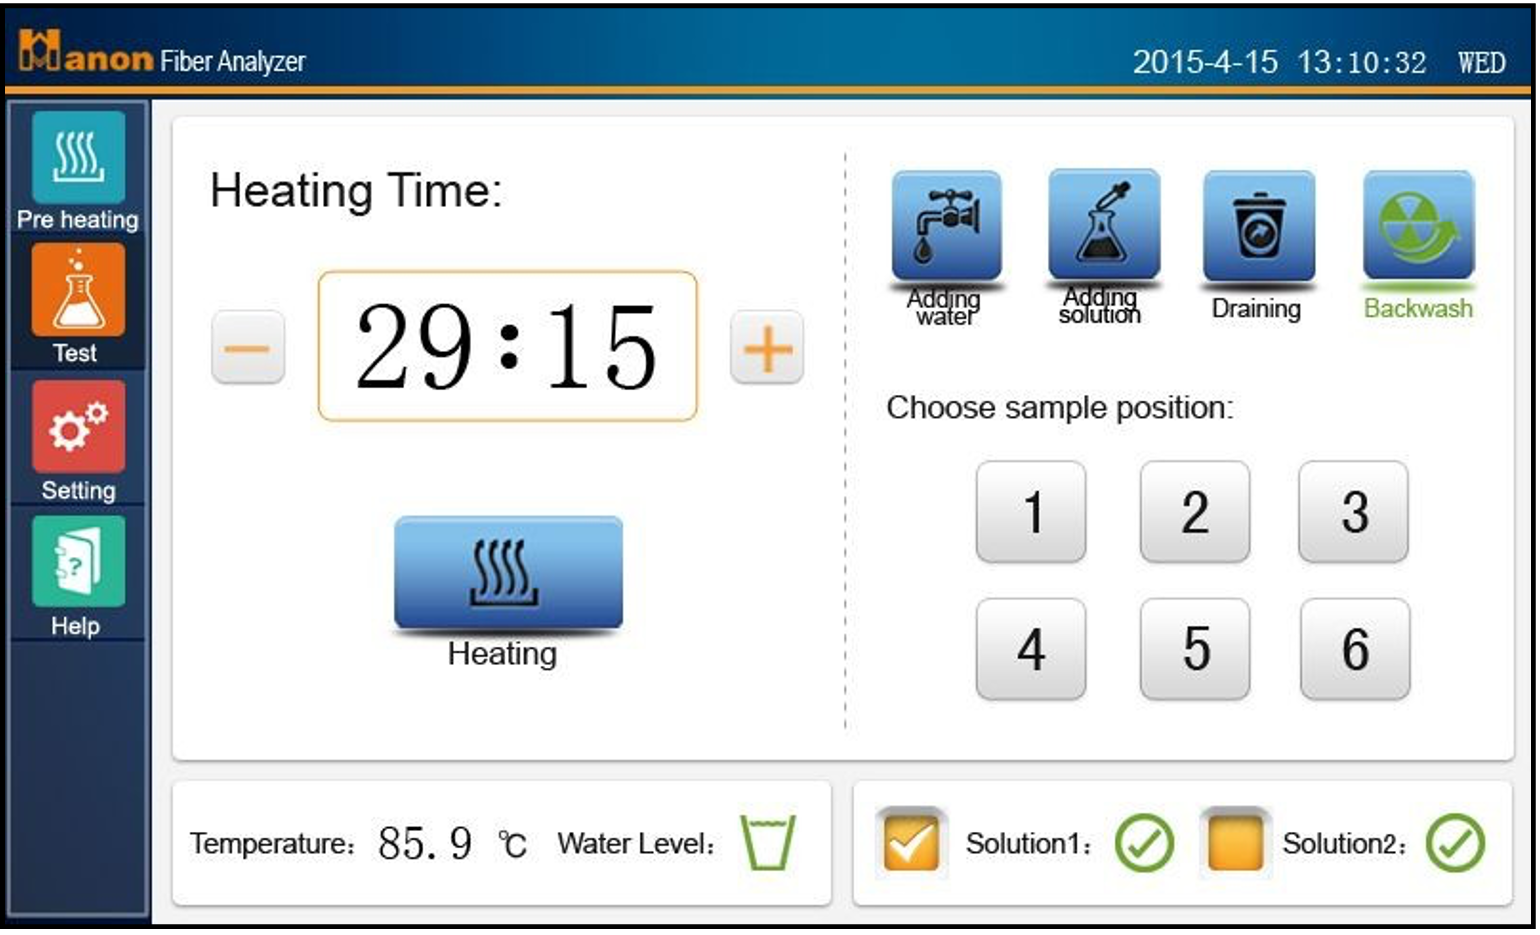 Hanon Fiber Analyzer
2015-4-15 13:10:32 WED
Pre heating
Test
Setting
?
Help
Heating Time:
29:15
Heating
Adding
water
Adding
solution
Draining
Backwash
Choose sample position:
1 2 3
4 5 6
Temperature: 85.9 ℃ Water Level:
Solution1: Solution2: